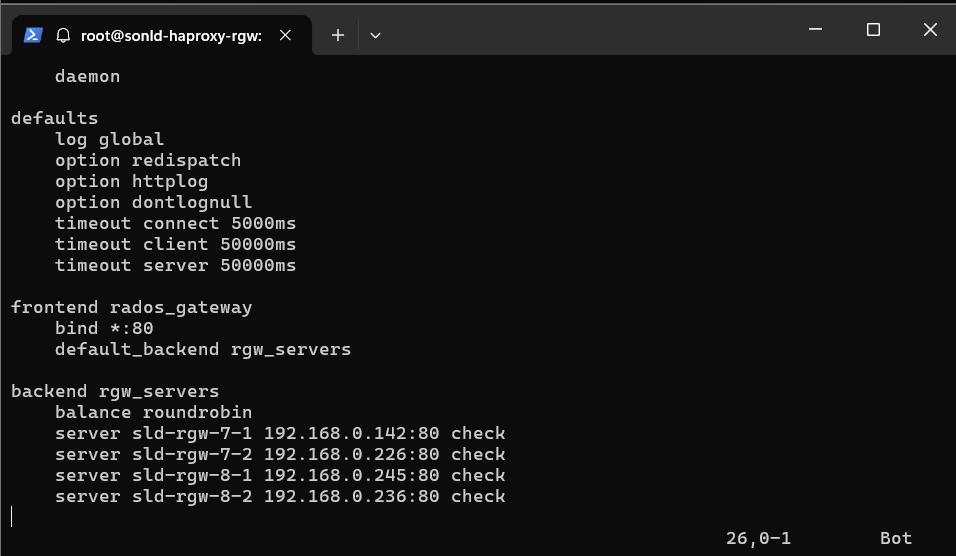 root@sonld-haproxy-rgw:
daemon
defaults
log global
option redispatch
option httplog
option dontlognull
timeout connect 5000ms
timeout client 50000ms
timeout server 50000ms
frontend rados_gateway
bind *:80
default_backend rgw_servers
backend rgw_servers
balance roundrobin
server sld-rgw-7-1 192.168.0.142:80 check
server sld-rgw-7-2 192.168.0.226:80 check
server sld-rgw-8-1 192.168.0.245:80 check
server sld-rgw-8-2 192.168.0.236:80 check
26,0-1 Bot